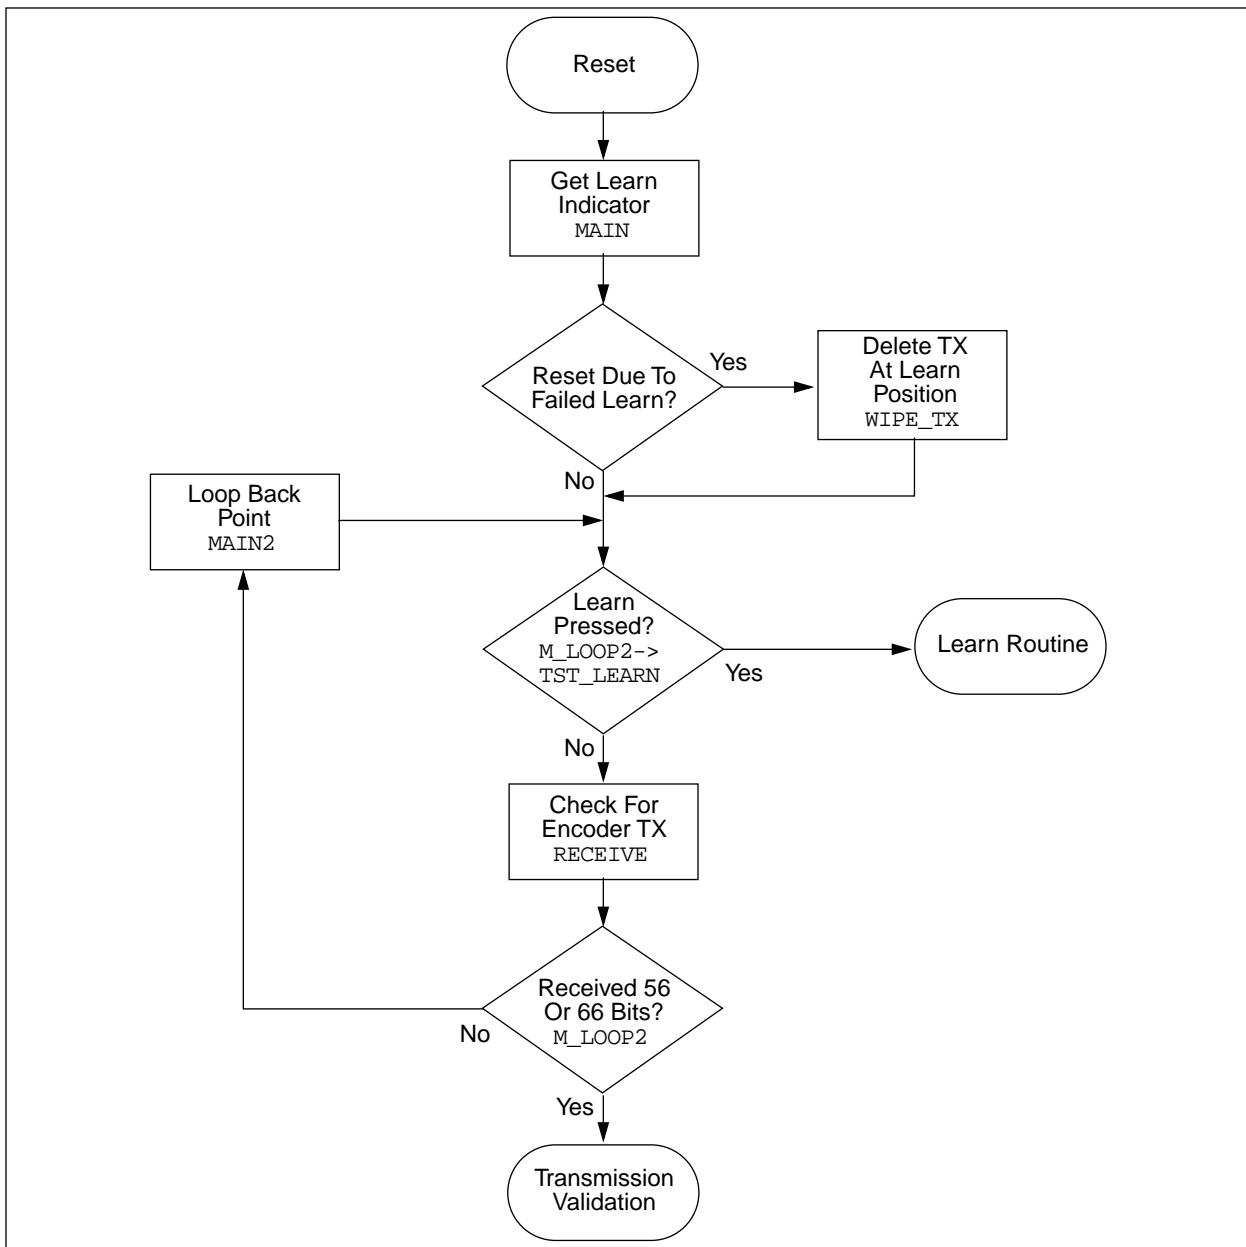 Reset
Get Learn
Indicator
MAIN
Reset Due To
Failed Learn?
Yes
Delete TX
At Learn
Position
WIPE_TX
No
Loop Back
Point
MAIN2
Learn
Pressed?
M_LOOP2->
TST_LEARN
Yes
Learn Routine
No
Check For
Encoder TX
RECEIVE
Received 56
Or 66 Bits?
M_LOOP2
No
Yes
Transmission
Validation